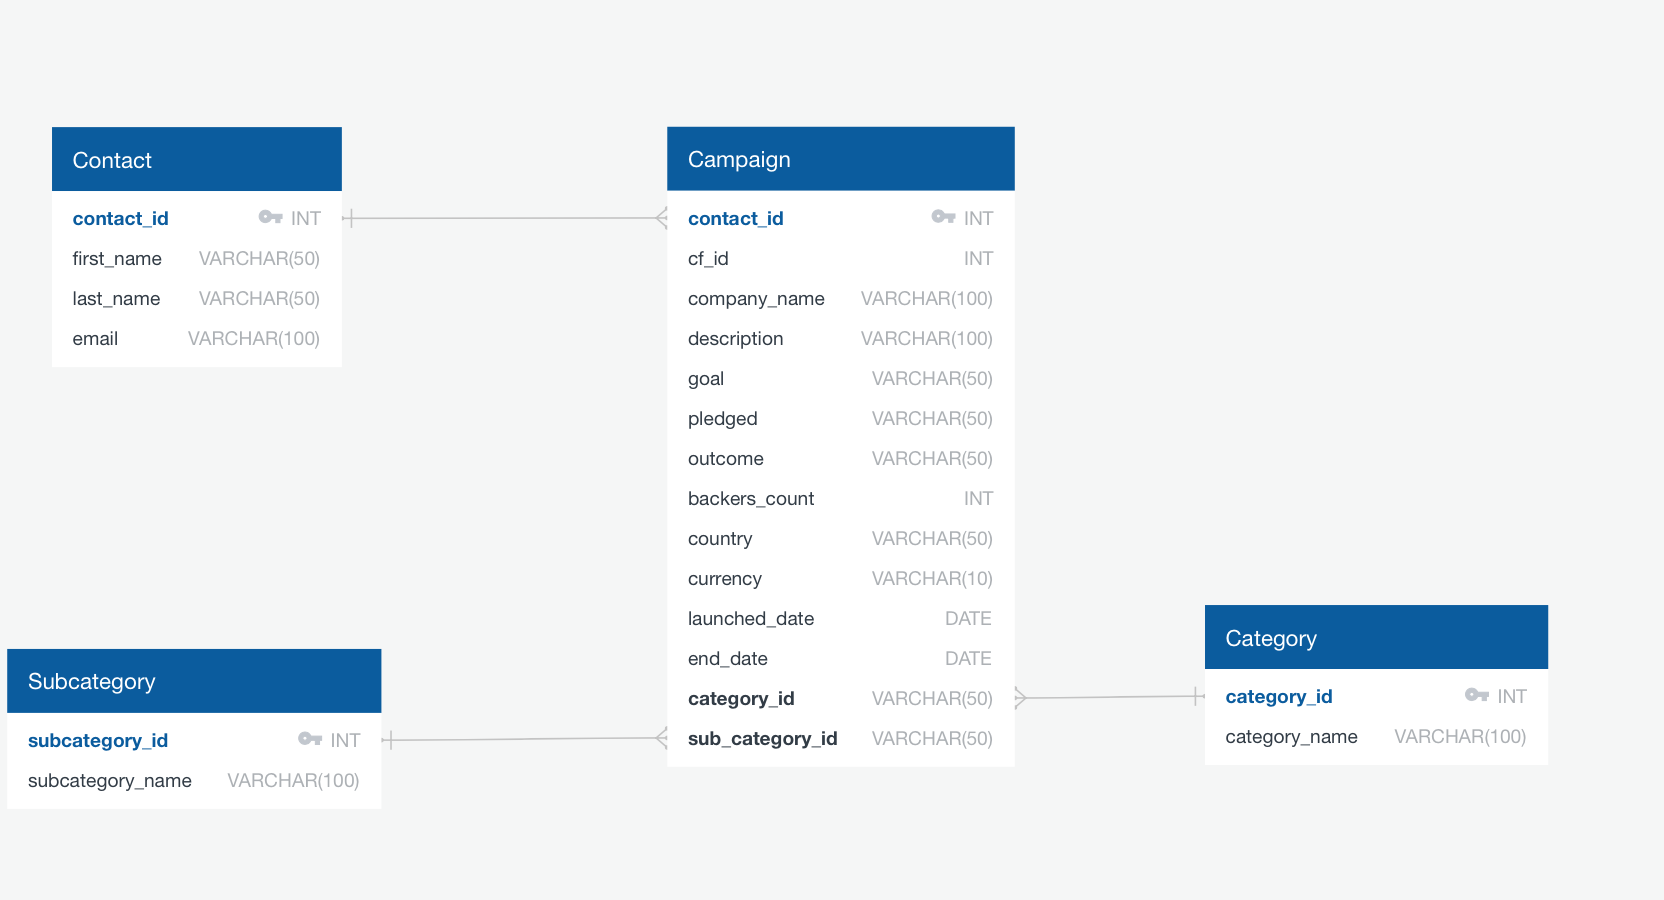 Contact
contact_id INT
first_name VARCHAR(50)
last_name VARCHAR(50)
email VARCHAR(100)
Campaign
contact_id INT
cf_id INT
company_name VARCHAR(100)
description VARCHAR(100)
goal VARCHAR(50)
pledged VARCHAR(50)
outcome VARCHAR(50)
backers_count INT
country VARCHAR(50)
currency VARCHAR(10)
launched_date DATE
end_date DATE
category_id VARCHAR(50)
sub_category_id VARCHAR(50)
Subcategory
subcategory_id INT
subcategory_name VARCHAR(100)
Category
category_id INT
category_name VARCHAR(100)